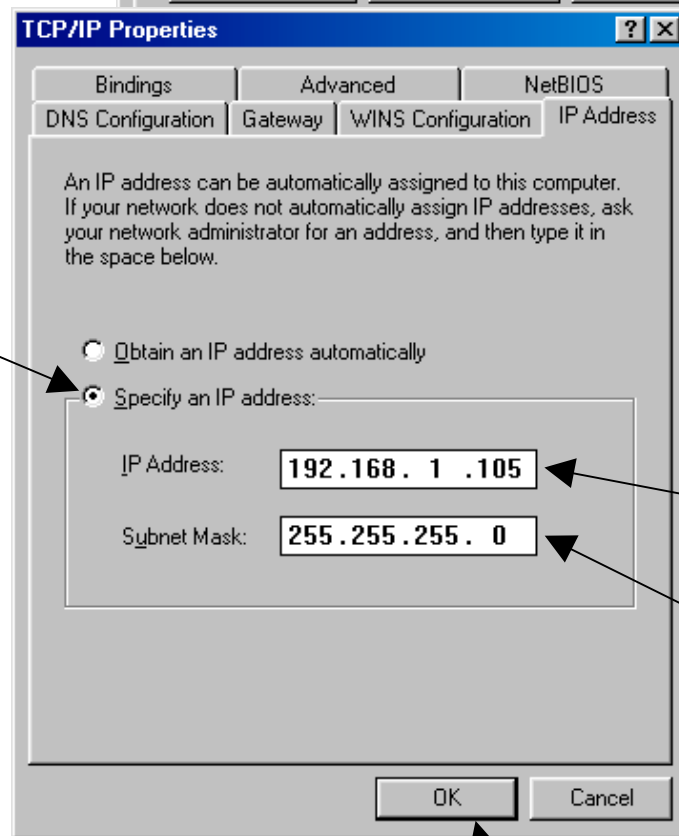 TCP/IP Properties
Bindings Advanced NetBIOS
DNS Configuration Gateway WINS Configuration IP Address
An IP address can be automatically assigned to this computer.
If your network does not automatically assign IP addresses, ask
your network administrator for an address, and then type it in
the space below.
Obtain an IP address automatically
Specify an IP address:
IP Address: 192.168. 1 .105
Subnet Mask: 255.255.255. 0
OK Cancel